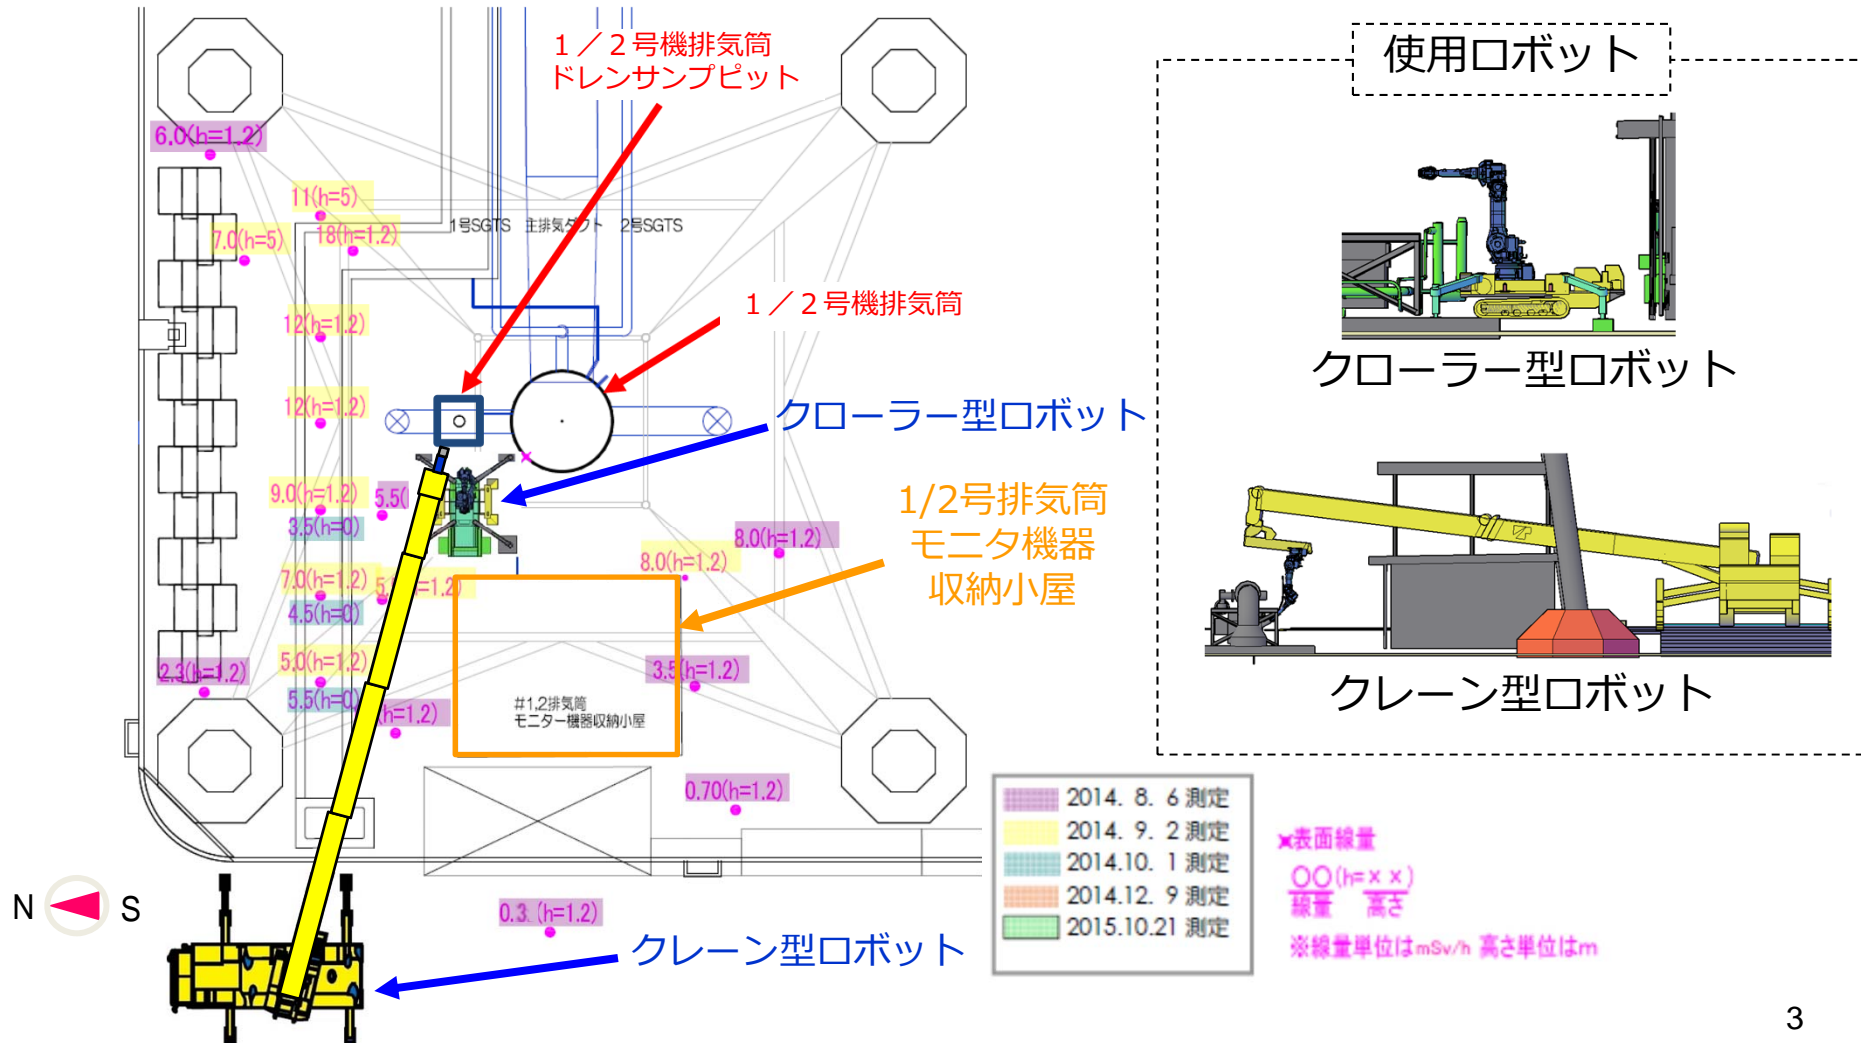 1／2号機排気筒
ドレンサンプピット
6.0(h=1.2)
11(h=5)
7.0(h=5)
18(h=1.2)
1号SGTS 主排気ダクト 2号SGTS
12(h=1.2)
1／2号機排気筒
12(h=1.2)
クローラー型ロボット
9.0(h=1.2)
5.5(
3.5(h=0)
1/2号排気筒
モニタ機器
収納小屋
8.0(h=1.2)
8.0(h=1.2)
7.0(h=1.2)
=1.2)
4.5(h=0)
5.0(h=1.2)
2.3(h=1.2)
3.5(h=1.2)
5.5(h=0)
(h=1.2)
#1,2排気筒
モニター機器収納小屋
0.70(h=1.2)
N
S
0.3 (h=1.2)
クレーン型ロボット
使用ロボット
クローラー型ロボット
クレーン型ロボット
2014. 8. 6 測定
2014. 9. 2 測定
2014.10. 1 測定
2014.12. 9 測定
2015.10.21 測定
×表面線量
○○(h=××)
線量 高さ
※線量単位はmSv/h 高さ単位はm
3